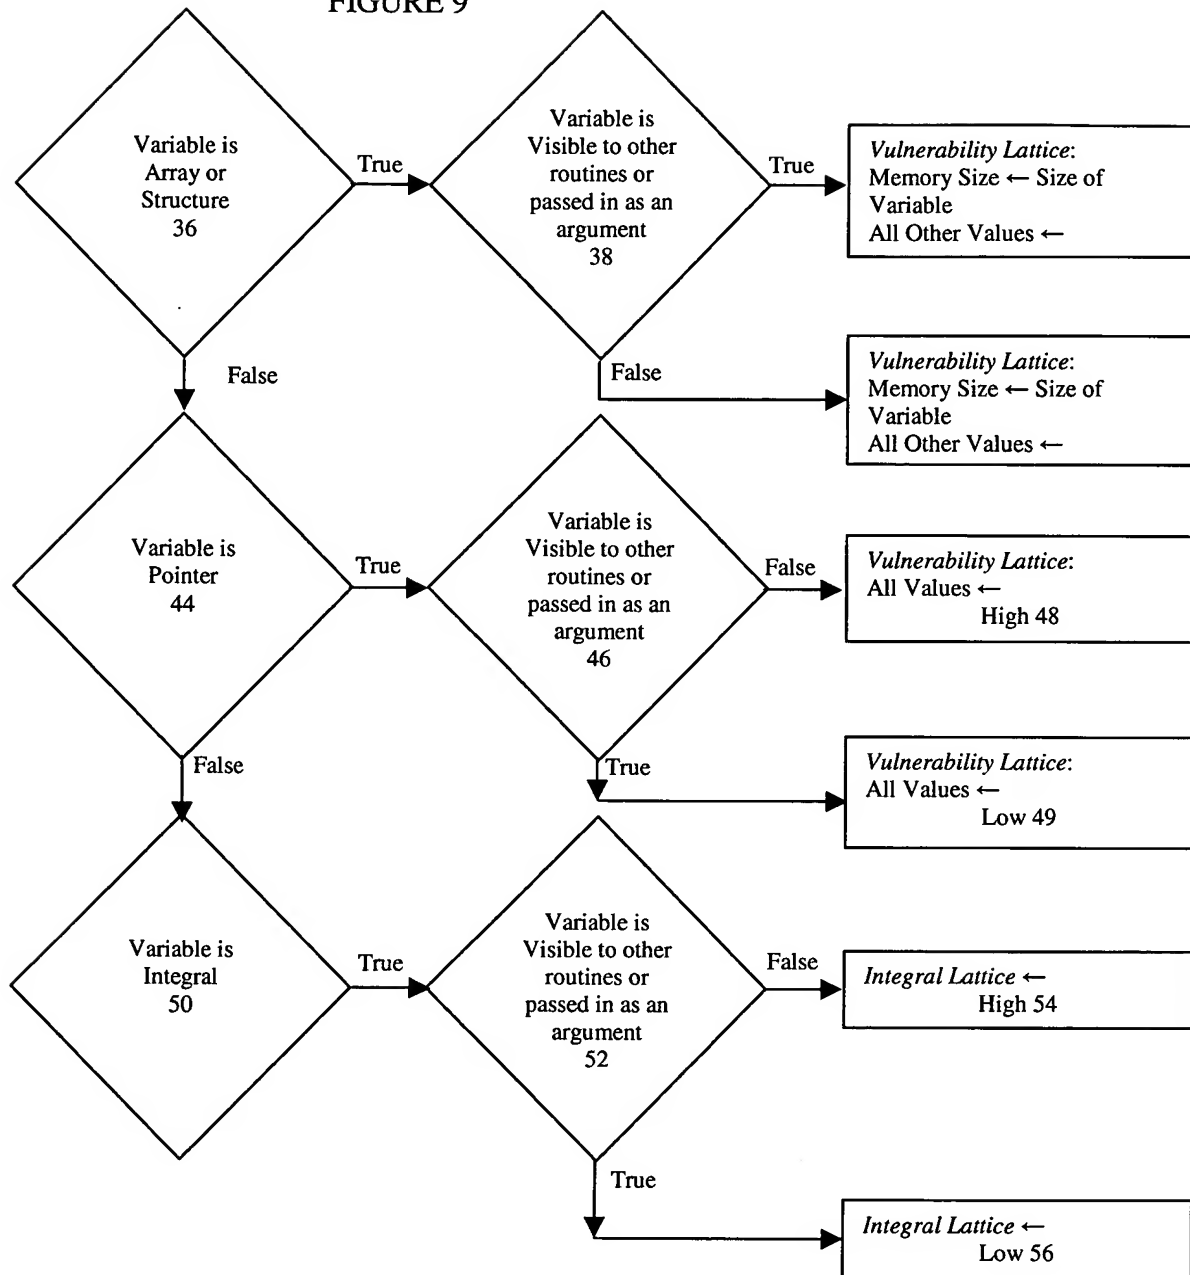 FIGURE 9
Variable is
Array or
Structure
36
True
Variable is
Visible to other
routines or
passed in as an
argument
38
True
Vulnerability Lattice:
Memory Size ← Size of
Variable
All Other Values ←
False
False
Vulnerability Lattice:
Memory Size ← Size of
Variable
All Other Values ←
Variable is
Pointer
44
True
Variable is
Visible to other
routines or
passed in as an
argument
46
False
Vulnerability Lattice:
All Values ←
High 48
False
True
Vulnerability Lattice:
All Values ←
Low 49
Variable is
Integral
50
True
Variable is
Visible to other
routines or
passed in as an
argument
52
False
Integral Lattice ←
High 54
True
Integral Lattice ←
Low 56